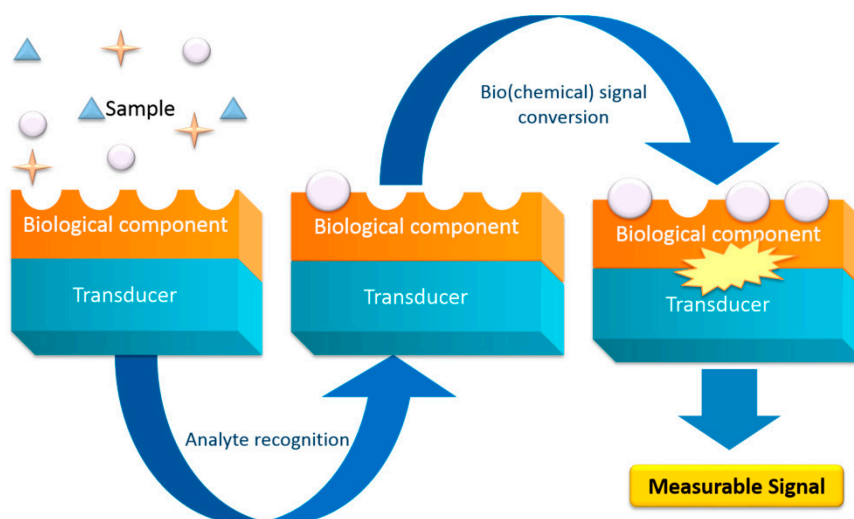 Sample
Biological component
Transducer
Analyte recognition
Biological component
Transducer
Bio(chemical) signal
conversion
Biological component
Transducer
Measurable Signal